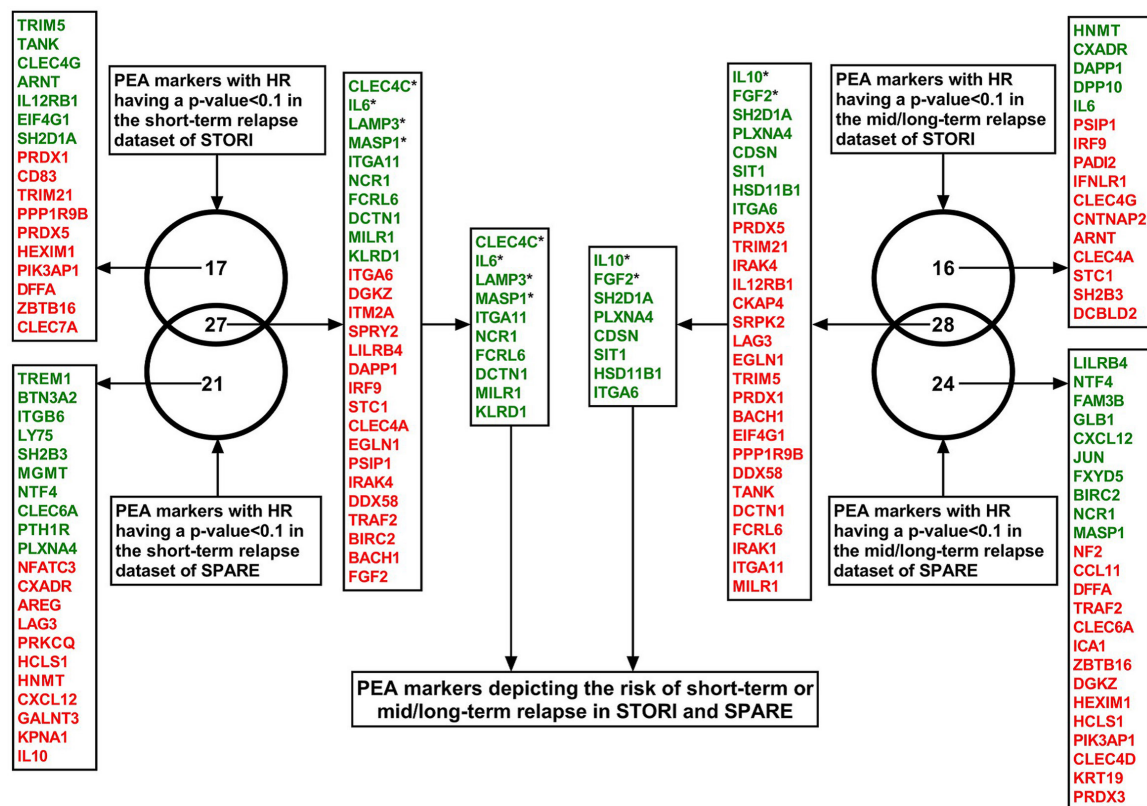 TRIM5
TANK
CLEC4G
ARNT
IL12RB1
EIF4G1
SH2D1A
PRDX1
CD83
TRIM21
PPP1R9B
PRDX5
HEXIM1
PIK3AP1
DFFA
ZBTB16
CLEC7A
PEA markers with HR
having a p-value<0.1 in
the short-term relapse
dataset of STORI
17
27
21
TREM1
BTN3A2
ITGB6
LY75
SH2B3
MGMT
NTF4
CLEC6A
PTH1R
PLXNA4
NFATC3
CXADR
AREG
LAG3
PRKCQ
HCLS1
HNMT
CXCL12
GALNT3
KPNA1
IL10
PEA markers with HR
having a p-value<0.1 in
the short-term relapse
dataset of SPARE
CLEC4C*
IL6*
LAMP3*
MASP1*
ITGA11
NCR1
FCRL6
DCTN1
MILR1
KLRD1
ITGA6
DGKZ
ITM2A
SPRY2
LILRB4
DAPP1
IRF9
STC1
CLEC4A
EGLN1
PSIP1
IRAK4
DDX58
TRAF2
BIRC2
BACH1
FGF2
CLEC4C*
IL6*
LAMP3*
MASP1*
ITGA11
NCR1
FCRL6
DCTN1
MILR1
KLRD1
IL10*
FGF2*
SH2D1A
PLXNA4
CDSN
SIT1
HSD11B1
ITGA6
IL10*
FGF2*
SH2D1A
PLXNA4
CDSN
SIT1
HSD11B1
ITGA6
PRDX5
TRIM21
IRAK4
IL12RB1
CKAP4
SRPK2
LAG3
EGLN1
TRIM5
PRDX1
BACH1
EIF4G1
PPP1R9B
DDX58
TANK
DCTN1
FCRL6
IRAK1
ITGA11
MILR1
PEA markers with HR
having a p-value<0.1 in
the mid/long-term relapse
dataset of STORI
16
28
24
PEA markers with HR
having a p-value<0.1 in
the mid/long-term relapse
dataset of SPARE
HNMT
CXADR
DAPP1
DPP10
IL6
PSIP1
IRF9
PADI2
IFNLR1
CLEC4G
CNTNAP2
ARNT
CLEC4A
STC1
SH2B3
DCBLD2
LILRB4
NTF4
FAM3B
GLB1
CXCL12
JUN
FXYD5
BIRC2
NCR1
MASP1
NF2
CCL11
DFFA
TRAF2
CLEC6A
ICA1
ZBTB16
DGKZ
HEXIM1
HCLS1
PIK3AP1
CLEC4D
KRT19
PRDX3
PEA markers depicting the risk of short-term or
mid/long-term relapse in STORI and SPARE